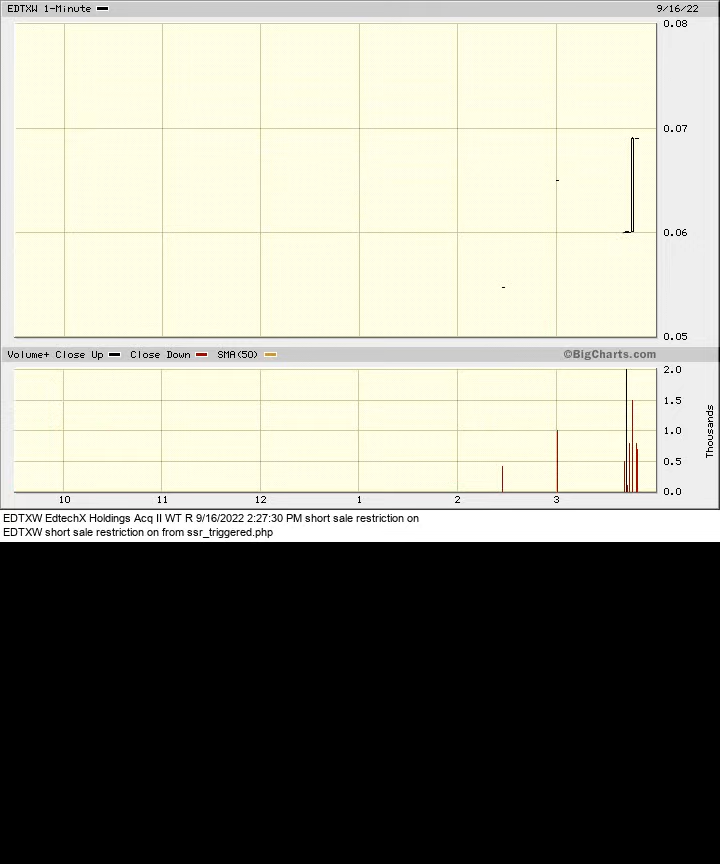 EDTXW 1-Minute 9/16/22
0.08
0.07
0.06
0.05
Volume+ Close Up Close Down SMA(50) ©BigCharts.com
2.0
1.5
1.0
0.5
0.0
Thousands
10 11 12 1 2 3
EDTXW EdtechX Holdings Acq II WT R 9/16/2022 2:27:30 PM short sale restriction on
EDTXW short sale restriction on from ssr_triggered.php